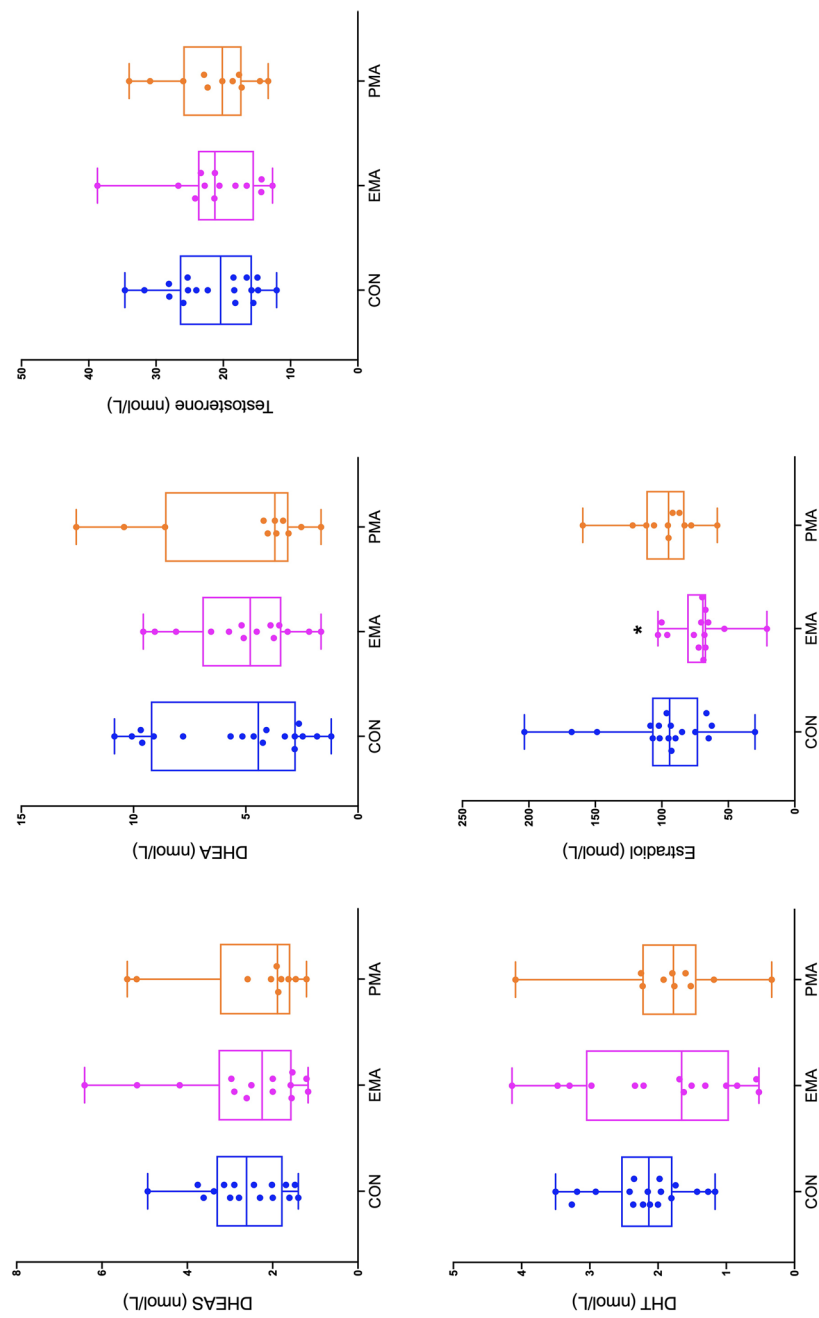 DHEAS (nmol/L)
8
6
4
2
0
CON
EMA
PMA
DHEA (nmol/L)
15
10
5
0
CON
EMA
PMA
Testosterone (nmol/L)
50
40
30
20
10
0
CON
EMA
PMA
DHT (nmol/L)
5
4
3
2
1
0
CON
EMA
PMA
Estradiol (pmol/L)
250
200
150
100
50
0
*
CON
EMA
PMA